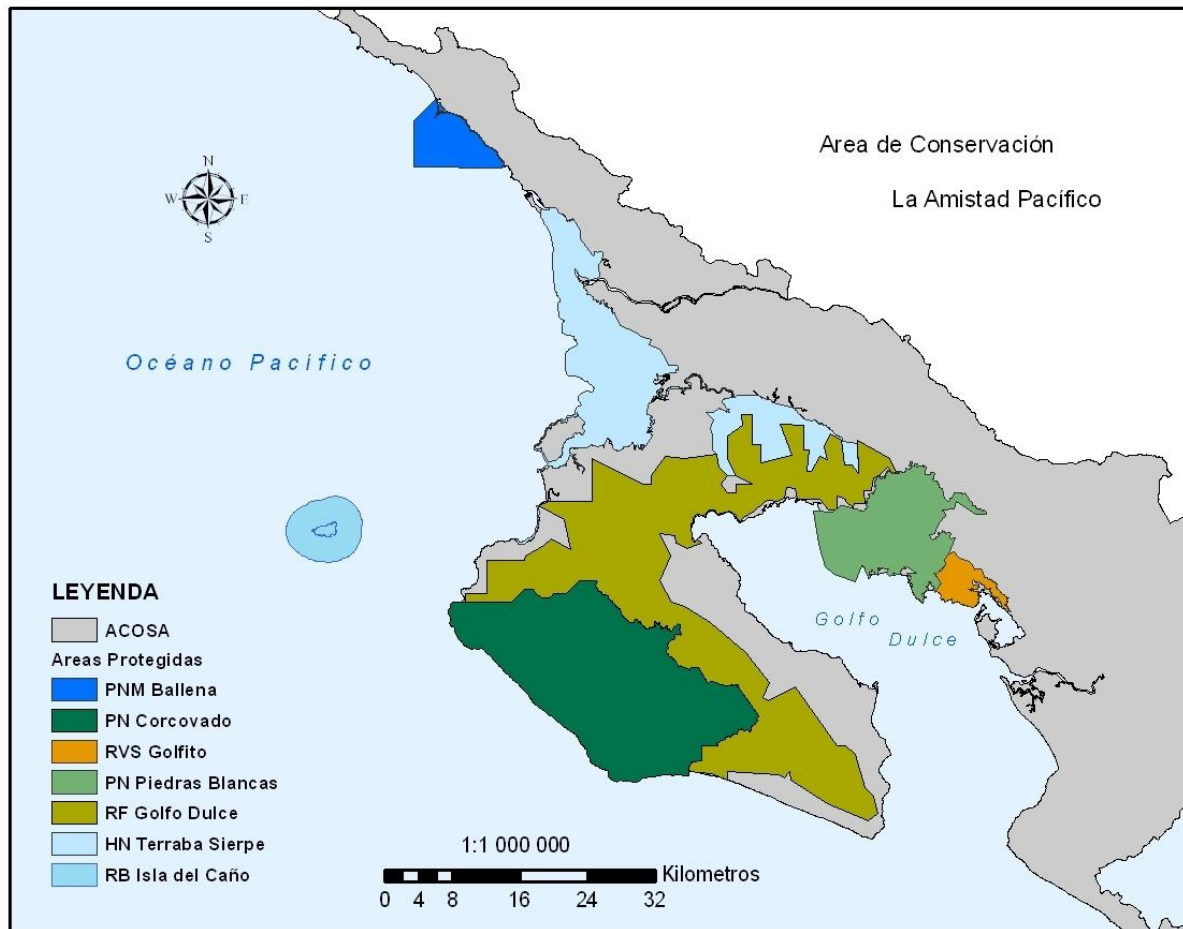 Area de Conservación
La Amistad Pacífico
N
W E
S
Océano Pacífico
Golfo
Dulce
LEYENDA
ACOSA
Areas Protegidas
PNM Ballena
PN Corcovado
RVS Golfito
PN Piedras Blancas
RF Golfo Dulce
HN Terraba Sierpe
RB Isla del Caño
1:1 000 000
Kilometros
0 4 8 16 24 32